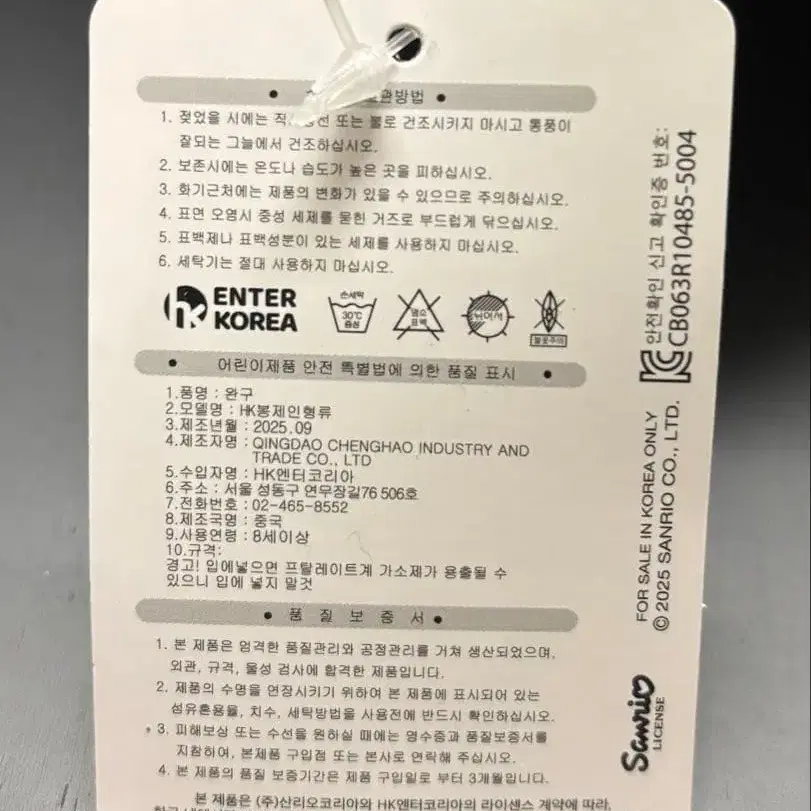 관방법
1. 젖었을 시에는 직 또는 불로 건조시키지 마시고 통풍이
잘되는 그늘에서 건조하십시오.
2. 보존시에는 온도나 습도가 높은 곳을 피하십시오.
3. 화기근처에는 제품의 변화가 있을 수 있으므로 주의하십시오.
4. 표면 오염시 중성 세제를 묻힌 거즈로 부드럽게 닦으십시오.
5. 표백제나 표백성분이 있는 세제를 사용하지 마십시오.
6. 세탁기는 절대 사용하지 마십시오.
hk ENTER
KOREA
손세탁
30℃
중성
염소
표백
뉘어서
불꽃주의
어린이제품 안전 특별법에 의한 품질 표시
1.품명 : 완구
2.모델명 : HK봉제인형류
3.제조년월 : 2025.09
4.제조자명 : QINGDAO CHENGHAO INDUSTRY AND
TRADE CO., LTD
5.수입자명 : HK엔터코리아
6.주소 : 서울 성동구 연무장길76 506호
7.전화번호 : 02-465-8552
8.제조국명 : 중국
9.사용연령 : 8세이상
10.규격:
경고! 입에넣으면 프탈레이트계 가소제가 용출될 수
있으니 입에 넣지 말것
품 질 보 증 서
1. 본 제품은 엄격한 품질관리와 공정관리를 거쳐 생산되었으며,
외관, 규격, 물성 검사에 합격한 제품입니다.
2. 제품의 수명을 연장시키기 위하여 본 제품에 표시되어 있는
섬유혼용율, 치수, 세탁방법을 사용전에 반드시 확인하십시오.
3. 피해보상 또는 수선을 원하실 때에는 영수증과 품질보증서를
지참하여, 본제품 구입점 또는 본사로 연락해 주십시오.
4. 본 제품의 품질 보증기간은 제품 구입일로 부터 3개월입니다.
본 제품은 (주)산리오코리아와 HK엔터코리아의 라이센스 계약에 따라,
안전확인 신고 확인증 번호:
CB063R10485-5004
FOR SALE IN KOREA ONLY
© 2025 SANRIO CO., LTD.
Sanrio
LICENSE